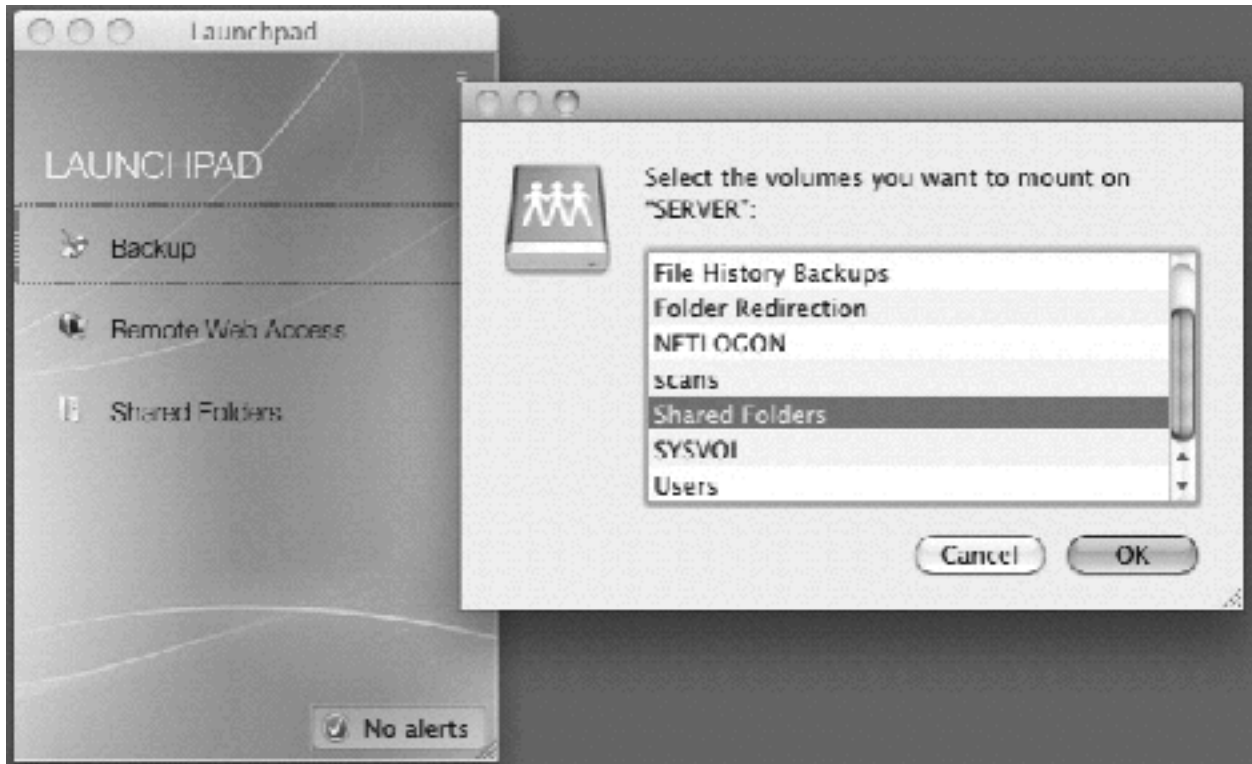 Launchpad
LAUNCHPAD
Backup
Remote Web Access
Shared Folders
No alerts
Select the volumes you want to mount on
"SERVER":
File History Backups
Folder Redirection
NETLOGON
scans
Shared Folders
SYSVOL
Users
Cancel
OK